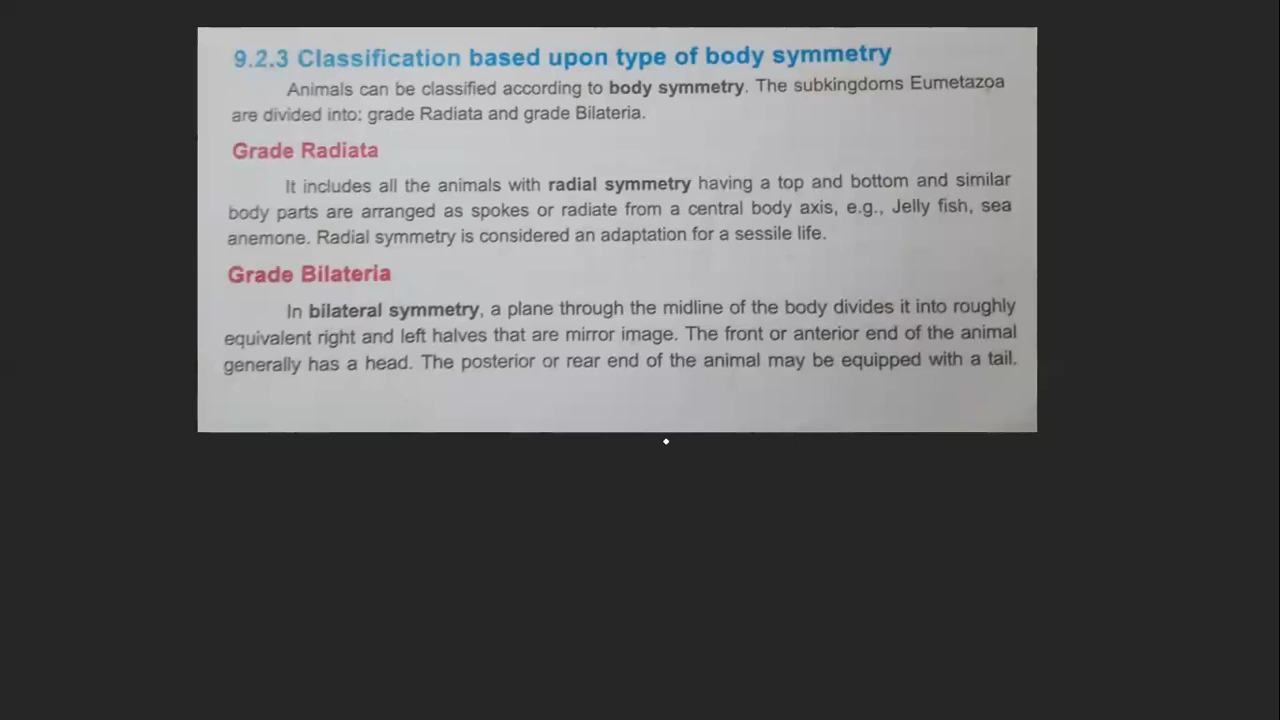 9.2.3 Classification based upon type of body symmetry
Animals can be classified according to body symmetry. The subkingdoms Eumetazoa
are divided into: grade Radiata and grade Bilateria.
Grade Radiata
It includes all the animals with radial symmetry having a top and bottom and similar
body parts are arranged as spokes or radiate from a central body axis, e.g., Jelly fish, sea
anemone. Radial symmetry is considered an adaptation for a sessile life.
Grade Bilateria
In bilateral symmetry, a plane through the midline of the body divides it into roughly
equivalent right and left halves that are mirror image. The front or anterior end of the animal
generally has a head. The posterior or rear end of the animal may be equipped with a tail.